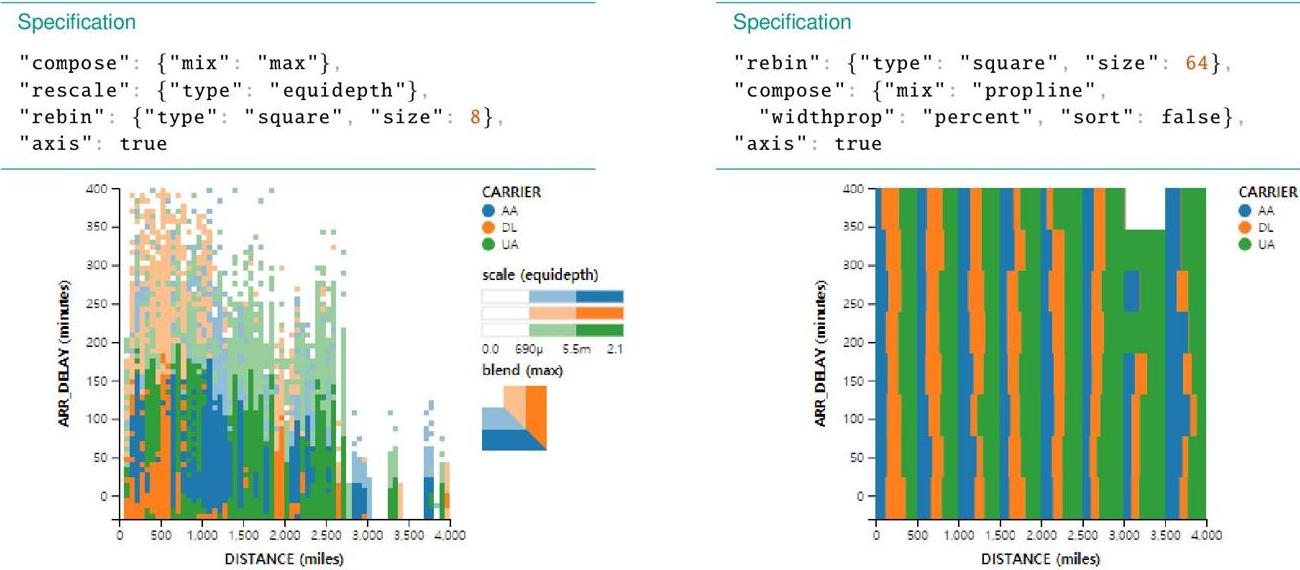 Specification
"compose": {"mix": "max"},
"rescale": {"type": "equidepth"},
"rebin": {"type": "square", "size": 8},
"axis": true
400
350
300
250
200
150
100
50
0
ARR_DELAY (minutes)
0 500 1.000 1.500 2.000 2.500 3.000 3.500 4.000
DISTANCE (miles)
CARRIER
AA
DL
UA
scale (equidepth)
0.0 690µ 5.5m 2.1
blend (max)
Specification
"rebin": {"type": "square", "size": 64},
"compose": {"mix": "propline",
"widthprop": "percent", "sort": false},
"axis": true
400
350
300
250
200
150
100
50
0
ARR_DELAY (minutes)
0 500 1.000 1.500 2.000 2.500 3.000 3.500 4.000
DISTANCE (miles)
CARRIER
AA
DL
UA